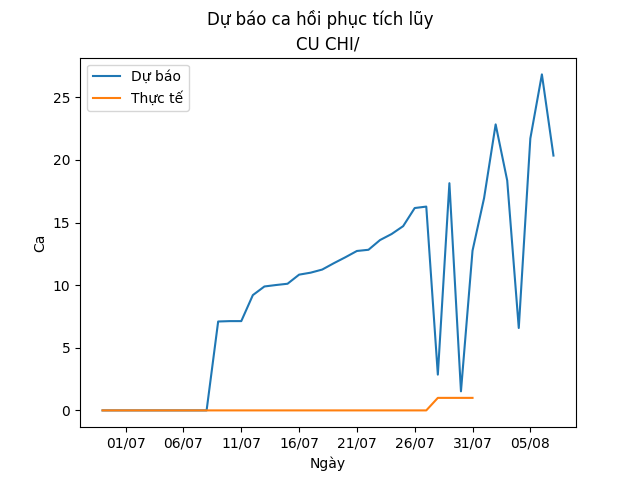 Dự báo ca hồi phục tích lũy
CU CHI/
Dự báo
Thực tế
25
20
15
10
5
0
Ca
01/07
06/07
11/07
16/07
21/07
26/07
31/07
05/08
Ngày